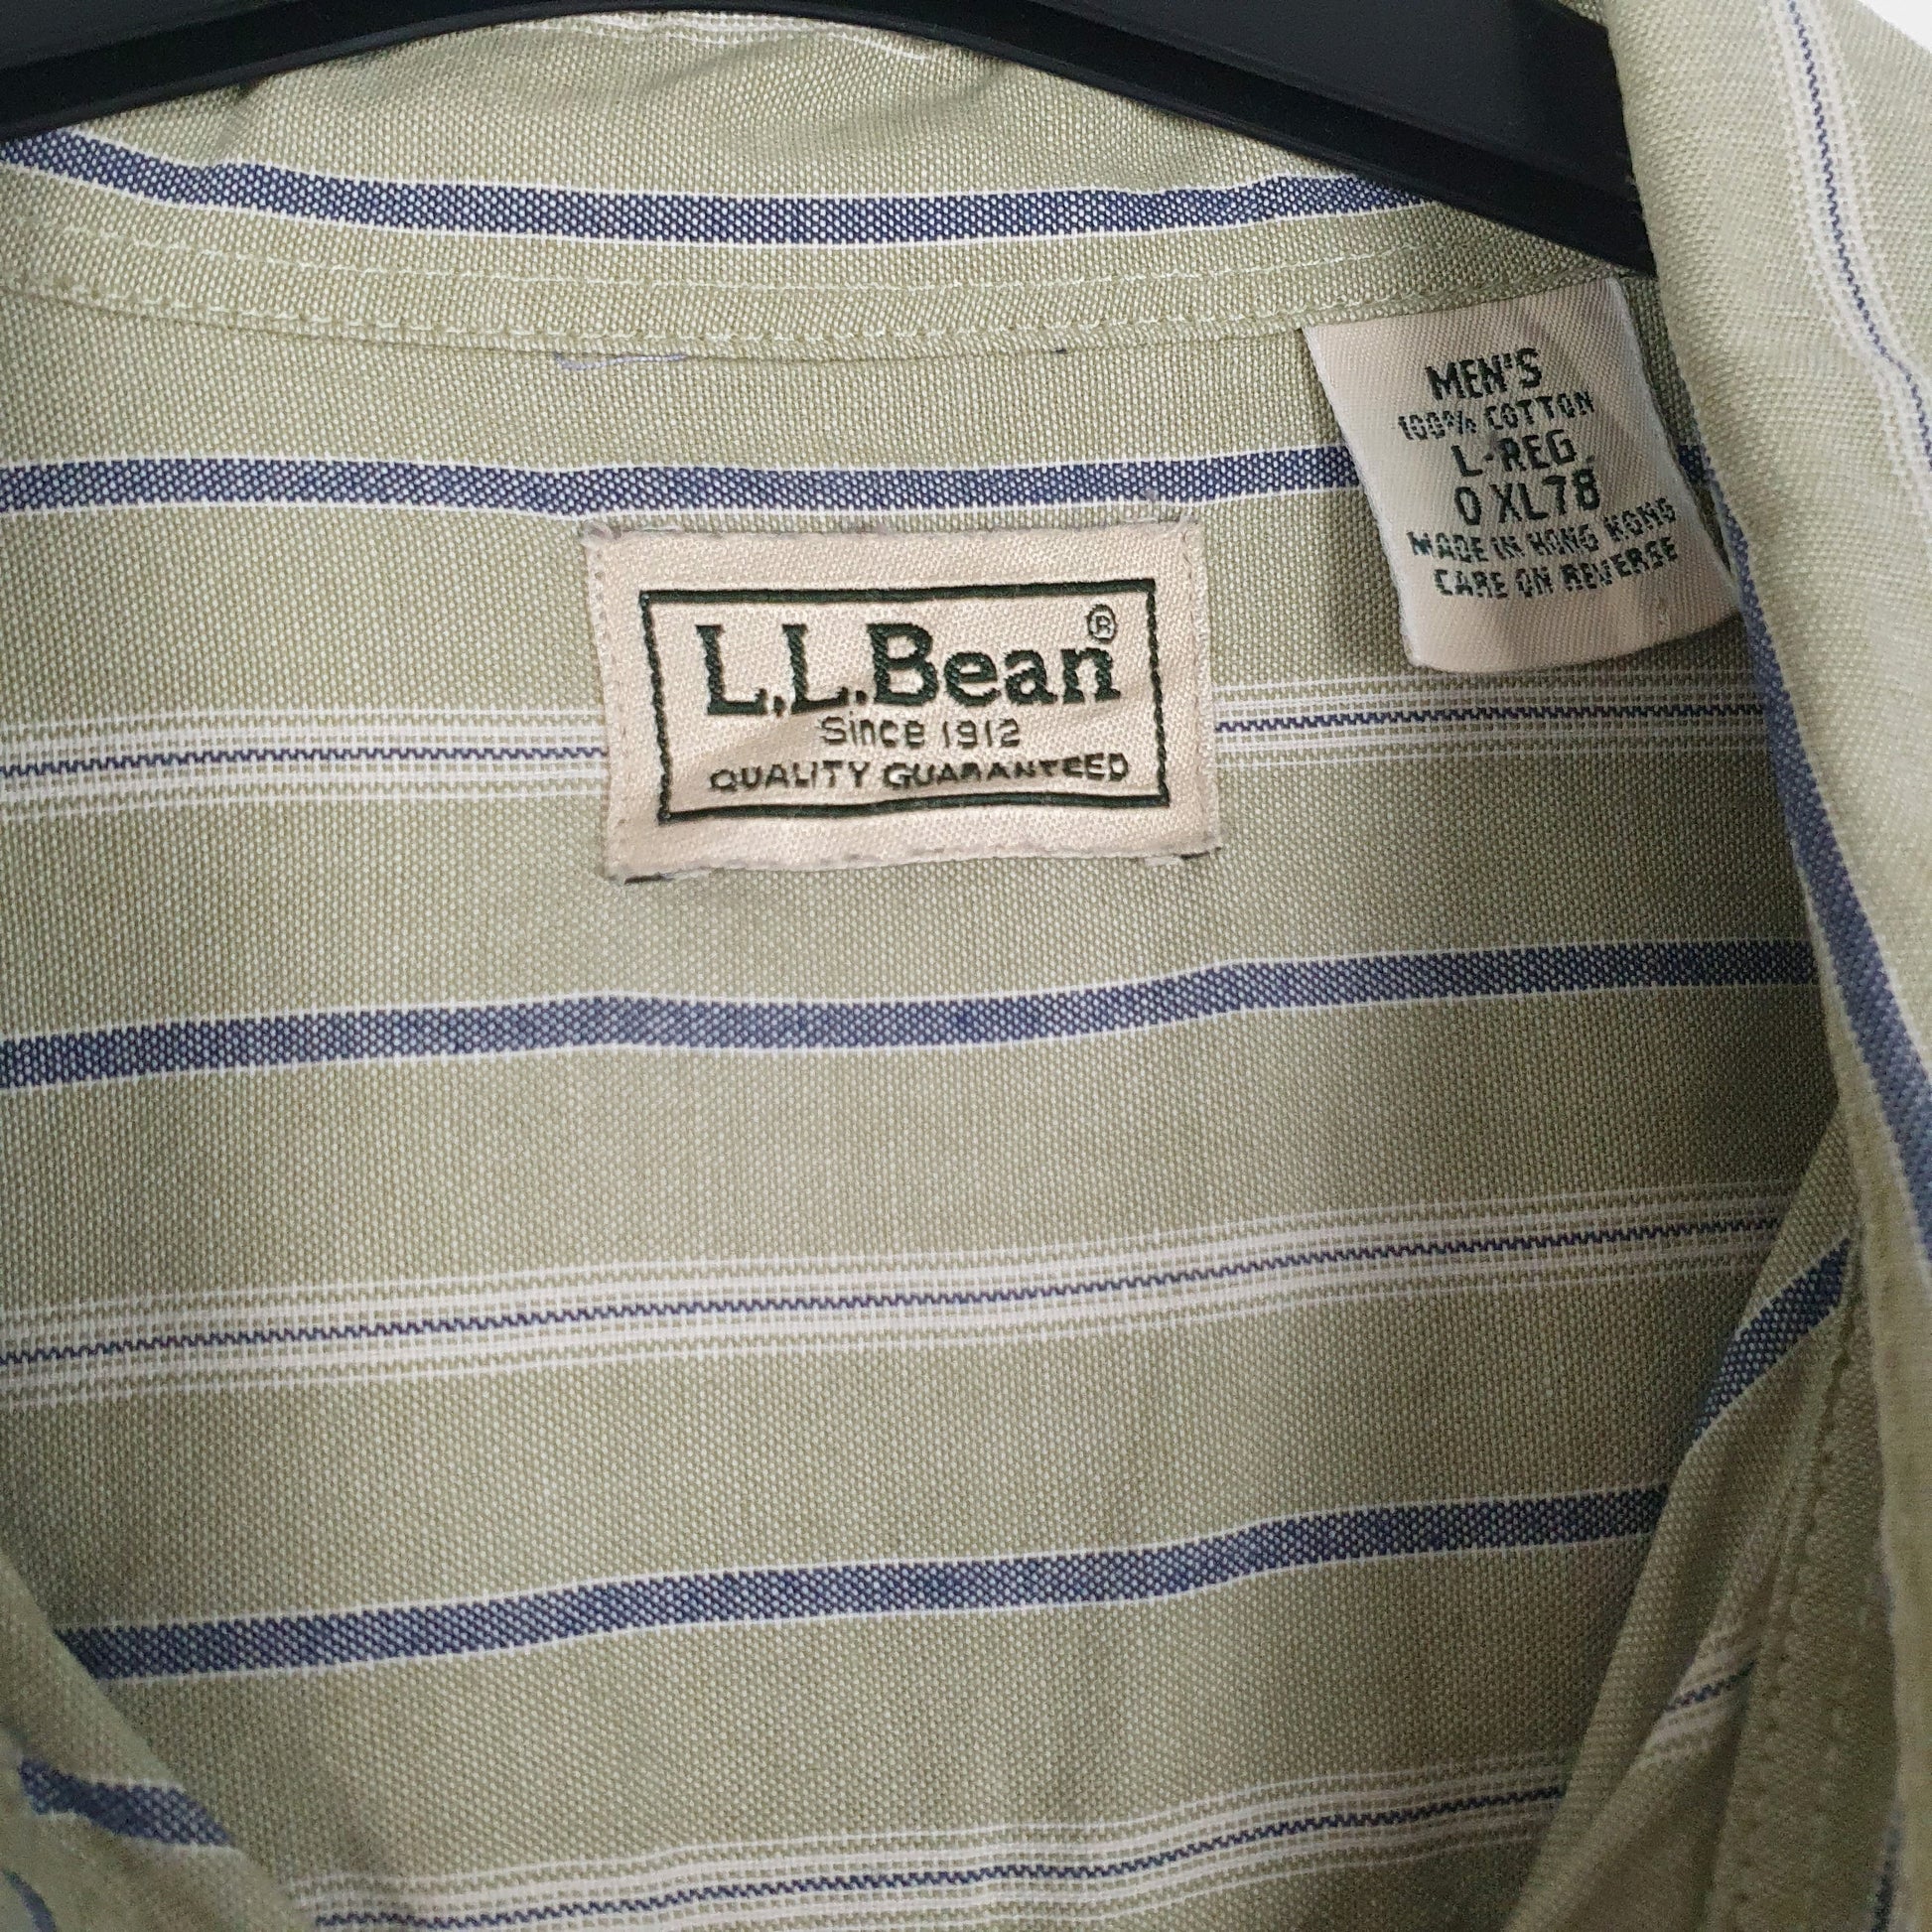 L.L.Bean®
Since 1912
QUALITY GUARANTEED
MEN'S
100% COTTON
L-REG
0 XL78
MADE IN HONG KONG
CARE ON REVERSE